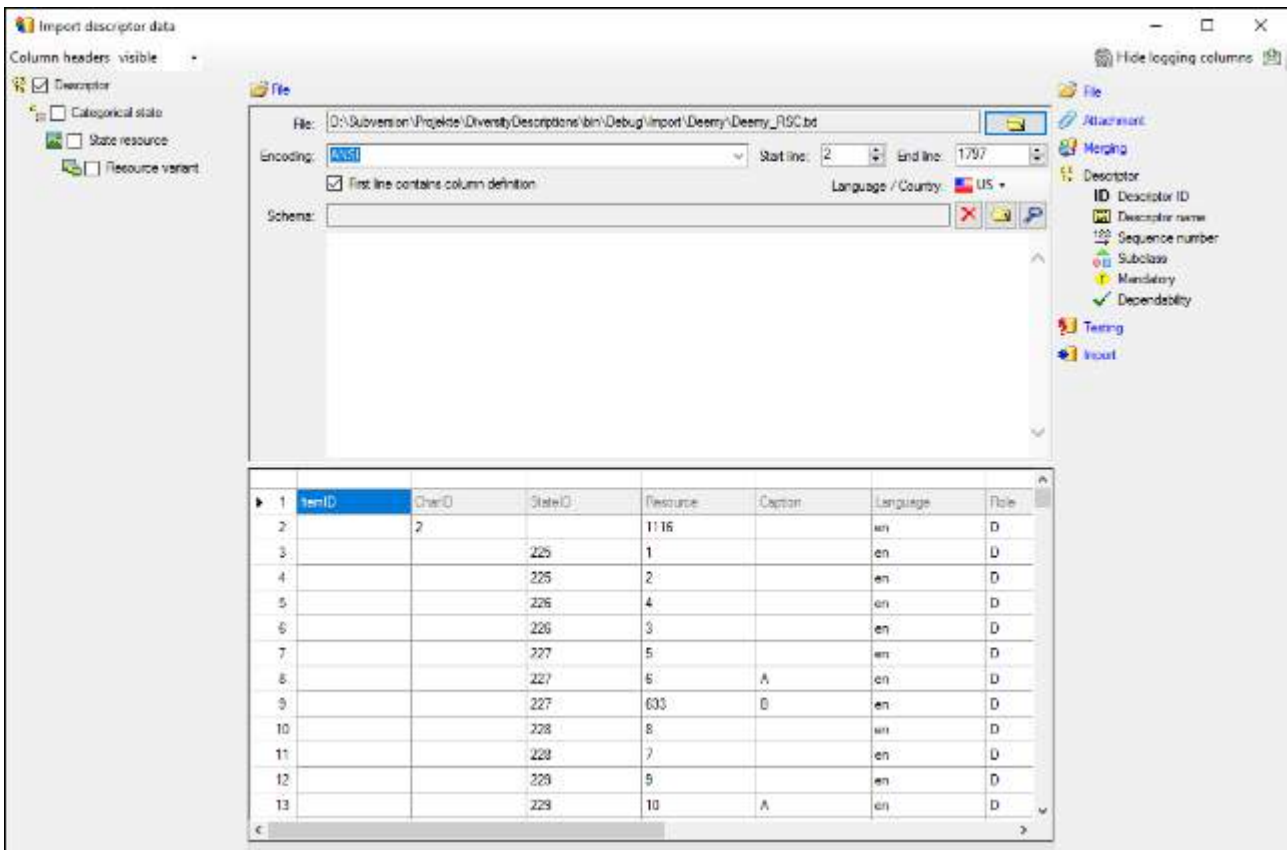 Import descriptor data
Column headers visible
Hide logging columns
Descriptor
Categorical state
State resource
Resource variant
File
File: D:\Subversion\Projekte\DiversityDescriptions\bin\Debug\Import\Deemy\Deemy_RSC.txt
Encoding: ANSI Start line: 2 End line: 1797
First line contains column definition Language / Country: US
Schema:
File
Attachment
Merging
Descriptor
ID Descriptor ID
Descriptor name
123 Sequence number
Subclass
Mandatory
Dependability
Testing
Import
1 ItemID CharID StateID Resource Caption Language Role
2 2 1116 en D
3 225 1 en D
4 225 2 en D
5 226 4 en D
6 226 3 en D
7 227 5 en D
8 227 6 A en D
9 227 633 B en D
10 228 8 en D
11 228 7 en D
12 229 9 en D
13 229 10 A en D